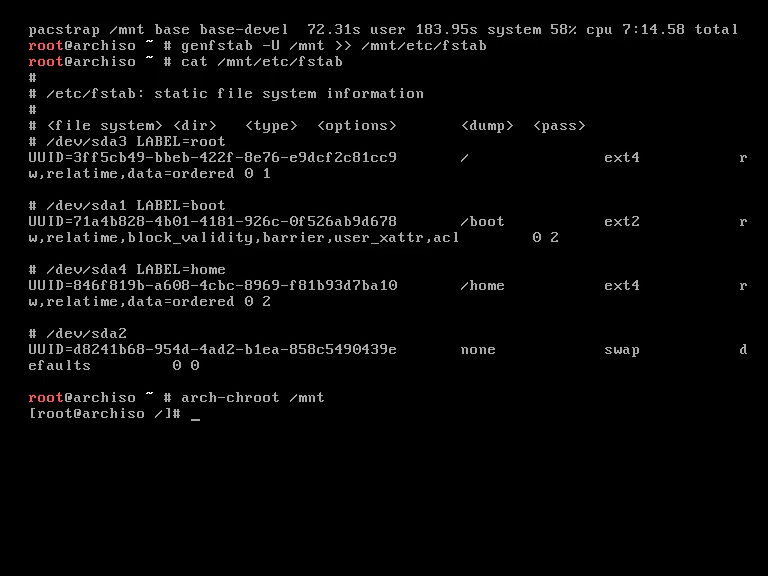 pacstrap /mnt base base-devel  72.31s user 183.95s system 58% cpu 7:14.58 total
root@archiso ~ # genfstab -U /mnt >> /mnt/etc/fstab
root@archiso ~ # cat /mnt/etc/fstab
#
# /etc/fstab: static file system information
#
# <file system> <dir>   <type>  <options>       <dump>  <pass>
# /dev/sda3 LABEL=root
UUID=3ff5cb49-bbeb-422f-8e76-e9dcf2c81cc9       /               ext4            r
w,relatime,data=ordered 0 1

# /dev/sda1 LABEL=boot
UUID=71a4b828-4b01-4181-926c-0f526ab9d678       /boot           ext2            r
w,relatime,block_validity,barrier,user_xattr,acl        0 2

# /dev/sda4 LABEL=home
UUID=846f819b-a608-4cbc-8969-f81b93d7ba10       /home           ext4            r
w,relatime,data=ordered 0 2

# /dev/sda2
UUID=d8241b68-954d-4ad2-b1ea-858c5490439e       none            swap            d
efaults         0 0

root@archiso ~ # arch-chroot /mnt
[root@archiso /]# _